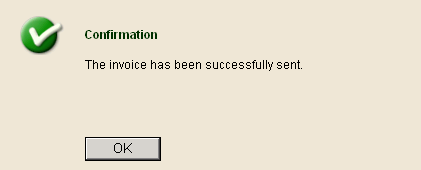 Confirmation
The invoice has been successfully sent.
OK